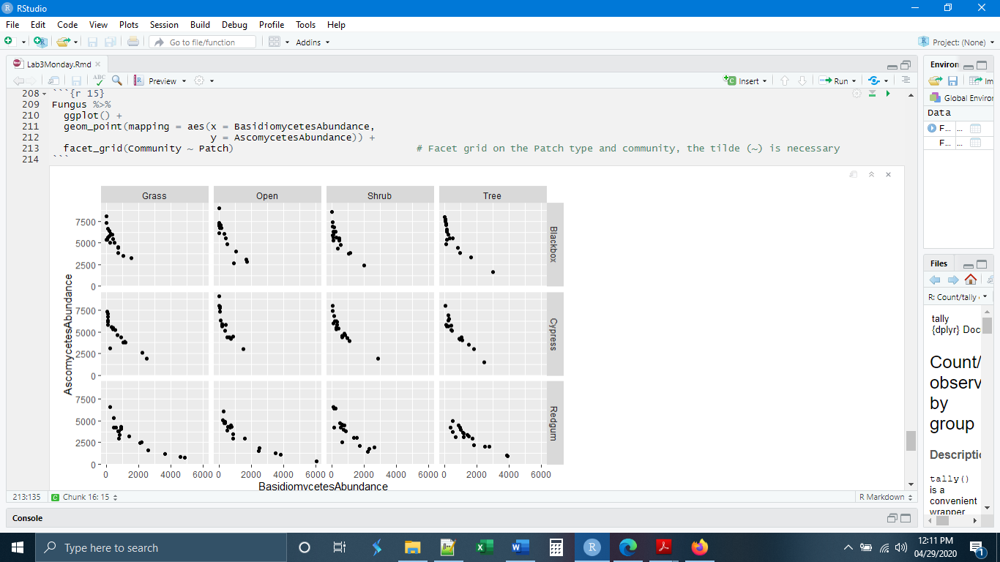 RStudio
File Edit Code View Plots Session Build Debug Profile Tools Help
Go to file/function Addins Project: (None)
Lab3Monday.Rmd
ABC Preview Insert Run
208 ```{r 15}
209 Fungus %>%
210 ggplot() +
211 geom_point(mapping = aes(x = BasidiomycetesAbundance,
212 y = AscomycetesAbundance)) +
213 facet_grid(Community ~ Patch) # Facet grid on the Patch type and community, the tilde (~) is necessary
214 ```
Grass Open Shrub Tree
7500
5000
2500
0
Blackbox
7500
5000
2500
0
Cypress
7500
5000
2500
0
Redgum
AscomycetesAbundance
0 2000 4000 6000 0 2000 4000 6000 0 2000 4000 6000 0 2000 4000 6000
BasidiomycetesAbundance
213:135 C Chunk 16: 15 R Markdown
Console
Environ
Im
Global Enviror
Data
F... ...
F... ...
Files
R: Count/tally
tally
{dplyr} Doc
Count/
observ
by
group
Descriptio
tally()
is a
convenient
wrapper
Type here to search
12:11 PM
04/29/2020
1